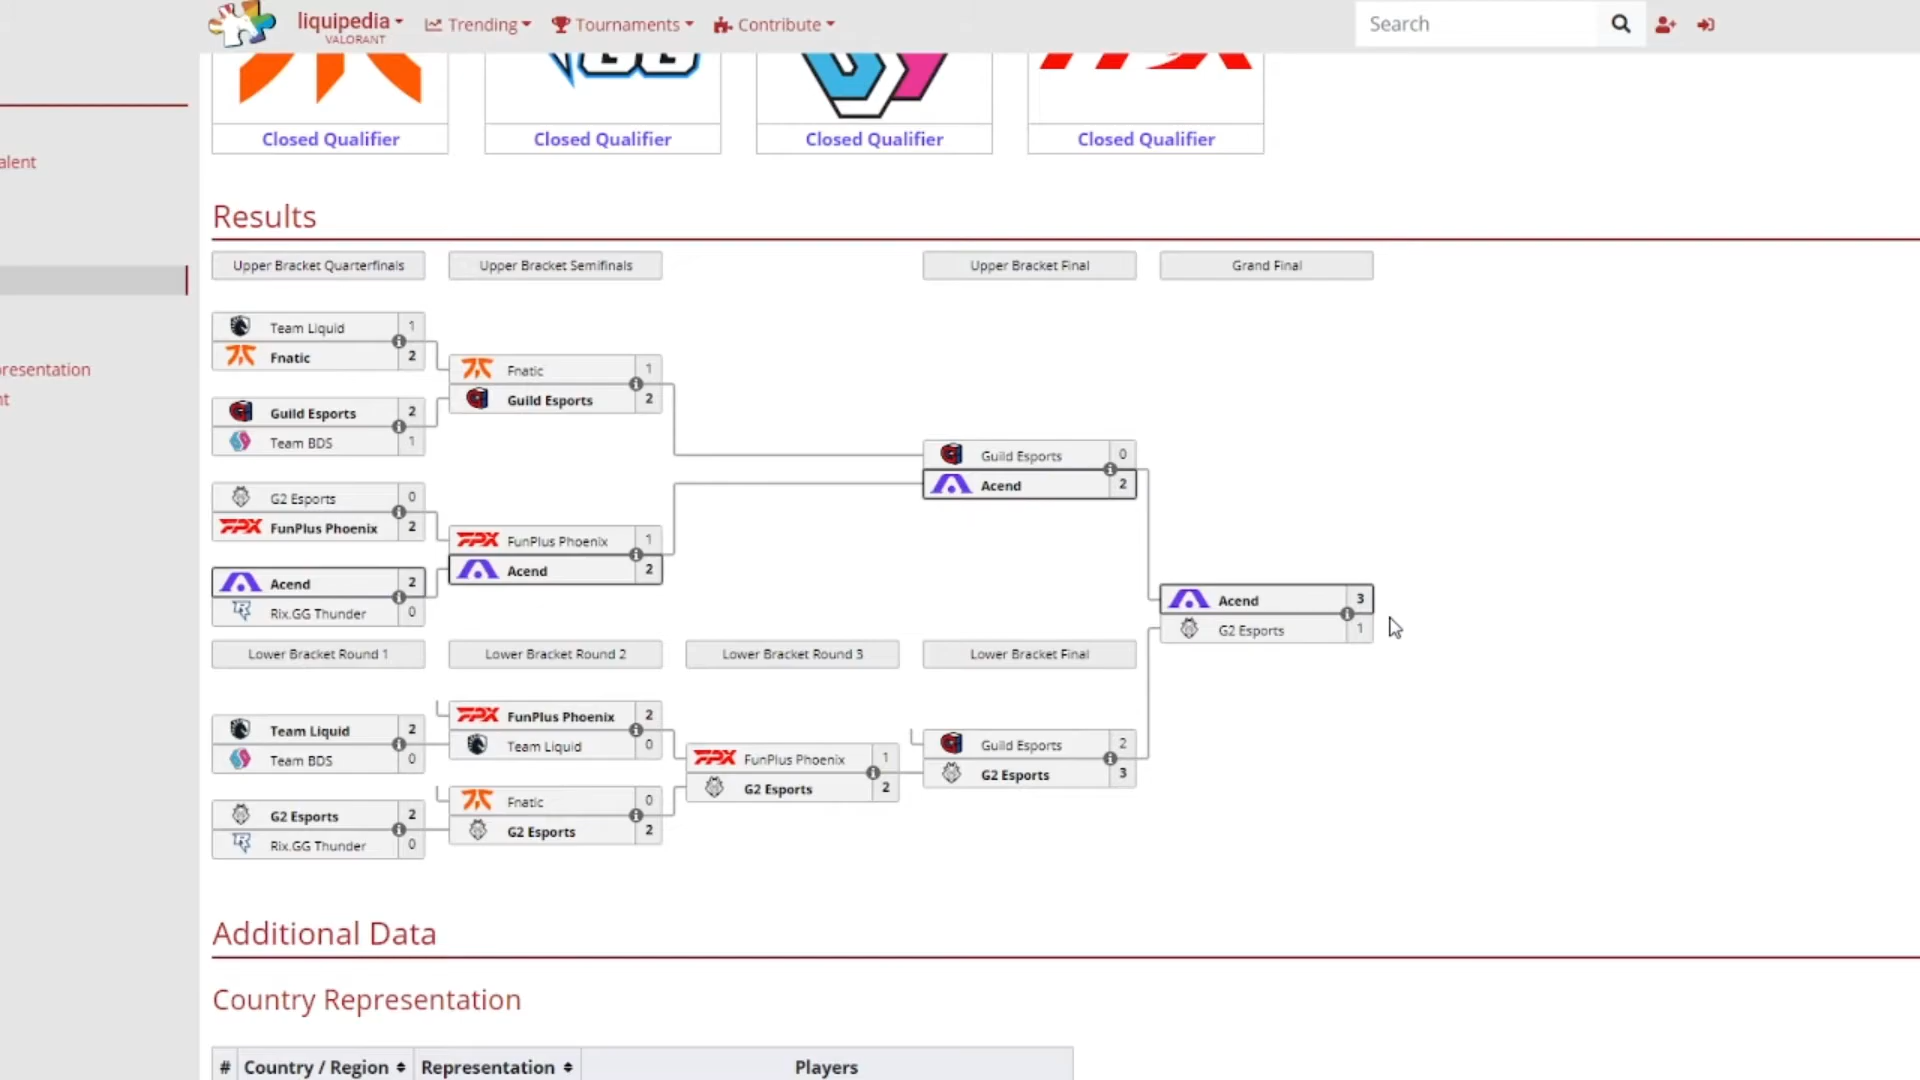 liquipedia
VALORANT
Trending
Tournaments
Contribute
Search
alent
resentation
Closed Qualifier
Closed Qualifier
Closed Qualifier
Closed Qualifier
Results
Upper Bracket Quarterfinals
Upper Bracket Semifinals
Upper Bracket Final
Grand Final
Team Liquid 1
Fnatic 2
Guild Esports 2
Team BDS 1
G2 Esports 0
FPX FunPlus Phoenix 2
Acend 2
Rix.GG Thunder 0
Fnatic 1
Guild Esports 2
FPX FunPlus Phoenix 1
Acend 2
Guild Esports 0
Acend 2
Acend 3
G2 Esports 1
Lower Bracket Round 1
Lower Bracket Round 2
Lower Bracket Round 3
Lower Bracket Final
Team Liquid 2
Team BDS 0
G2 Esports 2
Rix.GG Thunder 0
FPX FunPlus Phoenix 2
Team Liquid 0
Fnatic 0
G2 Esports 2
FPX FunPlus Phoenix 1
G2 Esports 2
Guild Esports 2
G2 Esports 3
Additional Data
Country Representation
# Country / Region Representation Players